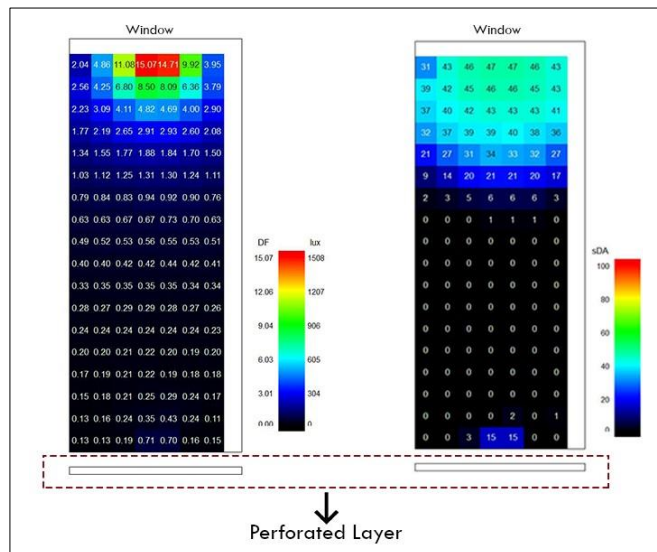 Window
2.04 4.86 11.08 15.07 14.71 9.92 3.95
2.56 4.25 6.80 8.50 8.09 6.36 3.79
2.23 3.09 4.11 4.82 4.69 4.00 2.90
1.77 2.19 2.65 2.91 2.93 2.60 2.08
1.34 1.55 1.77 1.88 1.84 1.70 1.50
1.03 1.12 1.25 1.31 1.30 1.24 1.11
0.79 0.84 0.83 0.94 0.92 0.90 0.76
0.63 0.63 0.67 0.67 0.73 0.70 0.63
0.49 0.52 0.53 0.56 0.55 0.53 0.51
0.40 0.40 0.42 0.42 0.44 0.42 0.41
0.33 0.35 0.35 0.35 0.35 0.34 0.34
0.28 0.27 0.29 0.29 0.28 0.27 0.26
0.24 0.24 0.24 0.24 0.24 0.24 0.23
0.20 0.20 0.21 0.22 0.20 0.19 0.20
0.17 0.19 0.21 0.22 0.19 0.18 0.18
0.15 0.18 0.21 0.25 0.29 0.24 0.17
0.13 0.16 0.24 0.35 0.43 0.24 0.11
0.13 0.13 0.19 0.71 0.70 0.16 0.15
DF lux
15.07 1508
12.06 1207
9.04 906
6.03 605
3.01 304
0.00 0
Window
31 43 46 47 47 46 43
39 42 45 46 46 45 43
37 40 42 43 43 43 41
32 37 39 39 40 38 36
21 27 31 34 33 32 27
9 14 20 21 21 20 17
2 3 5 6 6 6 3
0 0 0 1 1 1 0
0 0 0 0 0 0 0
0 0 0 0 0 0 0
0 0 0 0 0 0 0
0 0 0 0 0 0 0
0 0 0 0 0 0 0
0 0 0 0 0 0 0
0 0 0 0 0 0 0
0 0 0 0 0 0 0
0 0 0 0 2 0 1
0 0 3 15 15 0 0
sDA
100
80
60
40
20
0
Perforated Layer